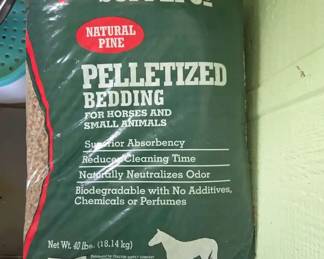 NATURAL
PINE
PELLETIZED
BEDDING
FOR HORSES AND
SMALL ANIMALS
Superior Absorbency
Reduces Cleaning Time
Naturally Neutralizes Odor
Biodegradable with No Additives,
Chemicals or Perfumes
Net Wt. 40 lbs. (18.14 kg)